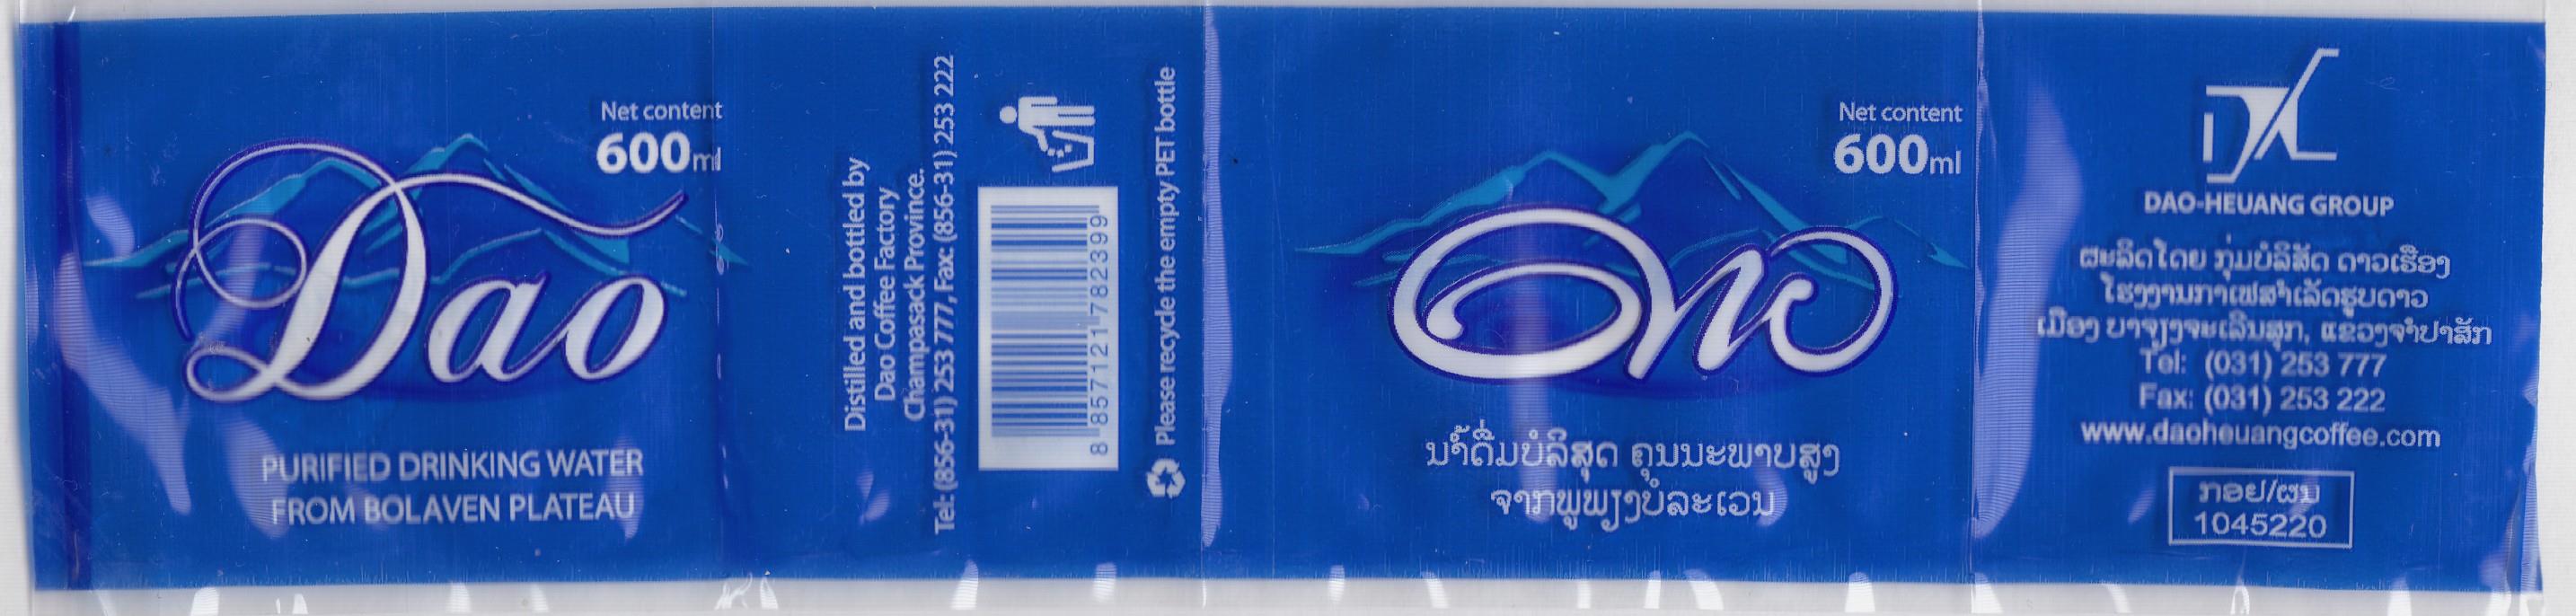 Net content
600ml
Dao
PURIFIED DRINKING WATER
FROM BOLAVEN PLATEAU
Distilled and bottled by
Dao Coffee Factory
Champasack Province.
Tel: (856-31) 253 777, Fax: (856-31) 253 222
8 857121782399
Please recycle the empty PET bottle
Net content
600ml
ດາວ
ນ້ຳດື່ມບໍລິສຸດ ຄຸນນະພາບສູງ
ຈາກພູພຽງບໍລະເວນ
DAO-HEUANG GROUP
ຜະລິດໂດຍ ກຸ່ມບໍລິສັດ ດາວເຮືອງ
ໂຮງງານກາເຟສຳເລັດຮູບດາວ
ເມືອງ ບາຈຽງຈະເລີນສຸກ, ແຂວງຈຳປາສັກ
Tel: (031) 253 777
Fax: (031) 253 222
www.daoheuangcoffee.com
ກອຢ/ຜນ
1045220